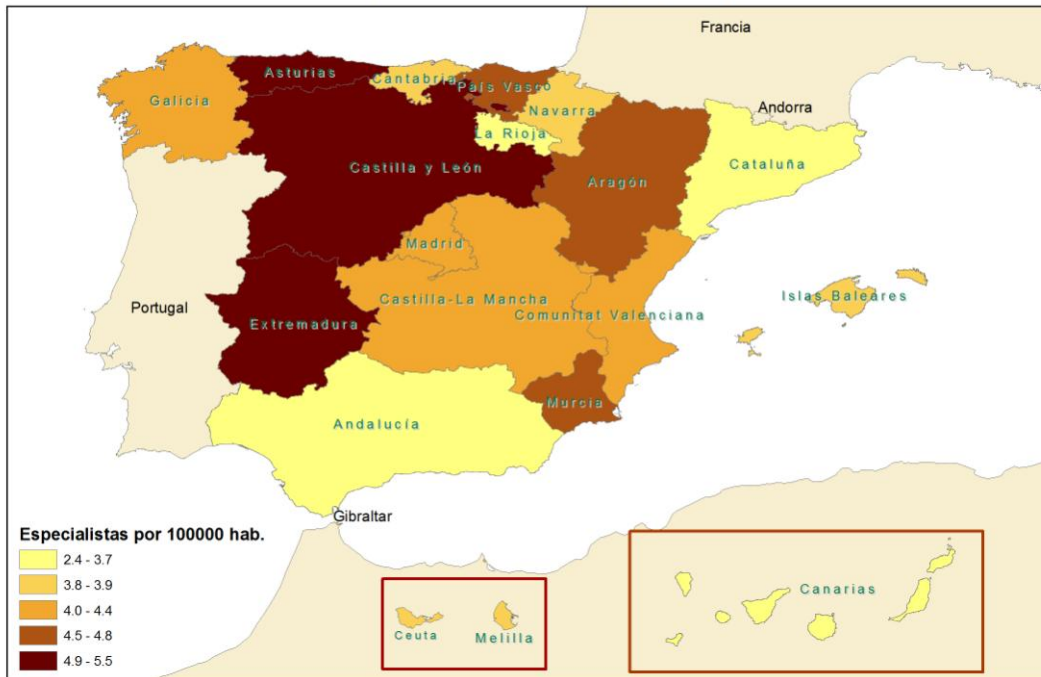 Francia
Asturias
Cantabria
País Vasco
Galicia
Navarra
Andorra
La Rioja
Castilla y León
Cataluña
Aragón
Madrid
Islas Baleares
Castilla-La Mancha
Portugal
Comunitat Valenciana
Extremadura
Murcia
Andalucía
Gibraltar
Especialistas por 100000 hab.
2.4 - 3.7
3.8 - 3.9
4.0 - 4.4
4.5 - 4.8
4.9 - 5.5
Ceuta
Melilla
Canarias